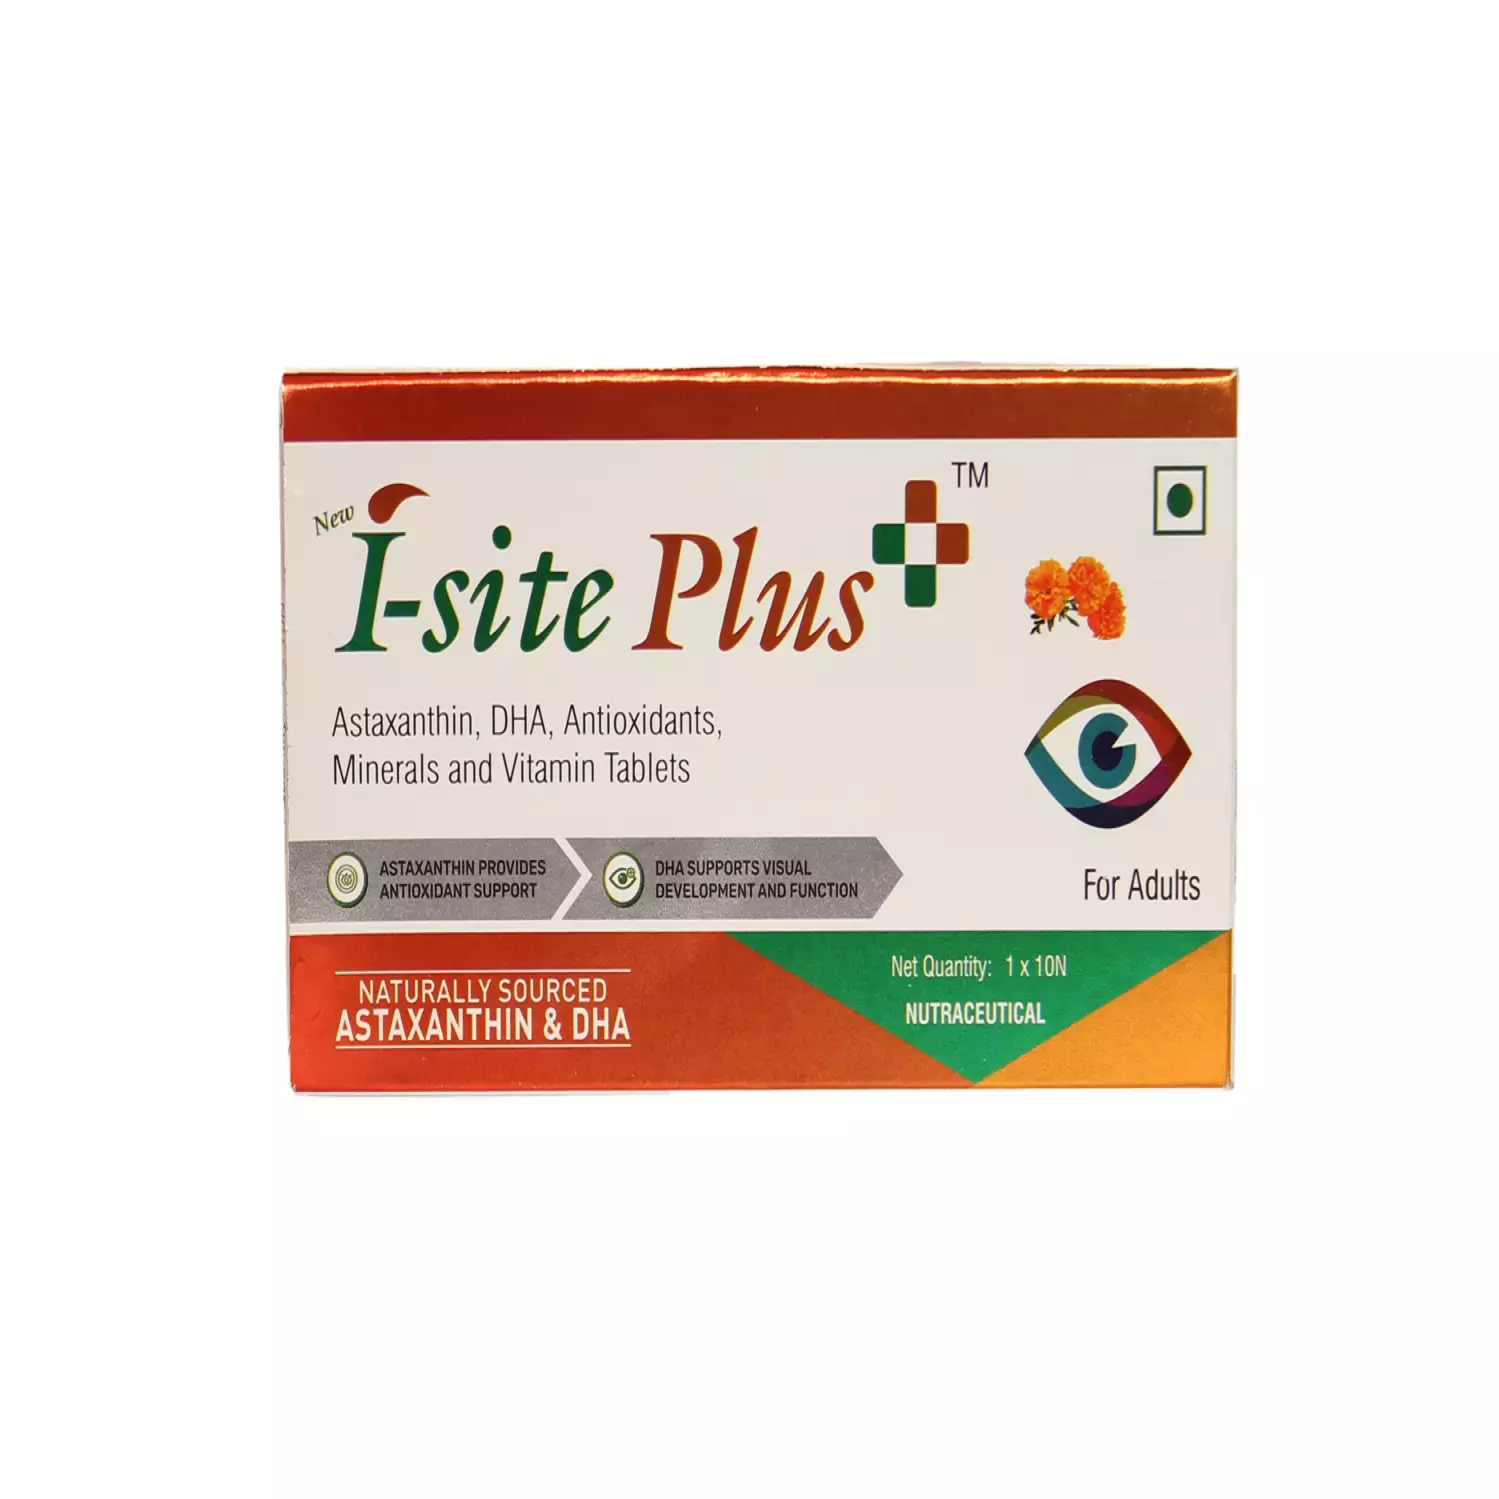 New
I-site Plus TM
Astaxanthin, DHA, Antioxidants,
Minerals and Vitamin Tablets
ASTAXANTHIN PROVIDES
ANTIOXIDANT SUPPORT
DHA SUPPORTS VISUAL
DEVELOPMENT AND FUNCTION
For Adults
NATURALLY SOURCED
ASTAXANTHIN & DHA
Net Quantity: 1 x 10N
NUTRACEUTICAL